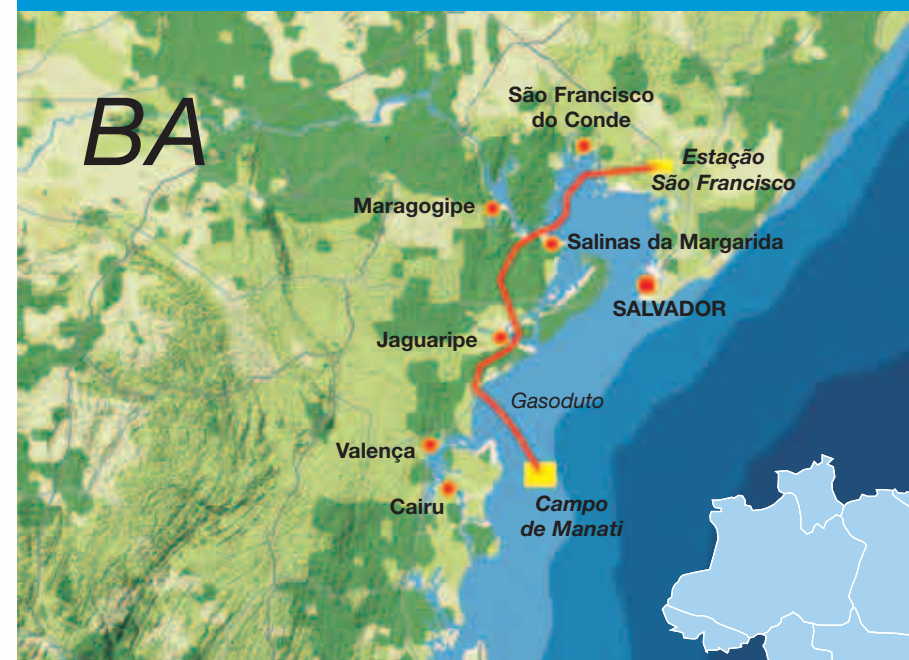 BA
São Francisco
do Conde
Estação
São Francisco
Maragogipe
Salinas da Margarida
SALVADOR
Jaguaripe
Gasoduto
Valença
Cairu
Campo
de Manati